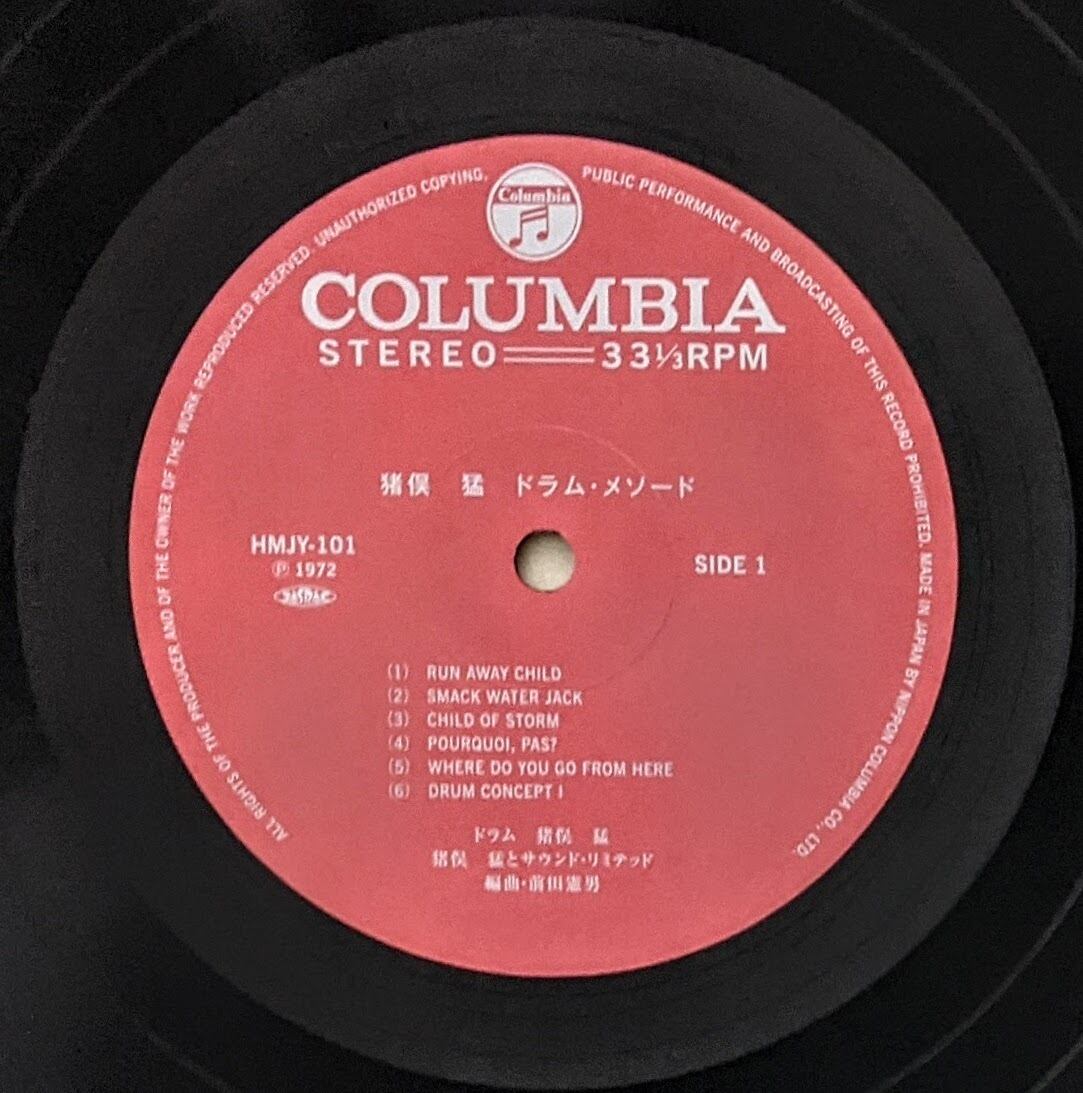 ALL RIGHTS OF THE PRODUCER AND OF THE OWNER OF THE WORK REPRODUCED RESERVED. UNAUTHORIZED COPYING, PUBLIC PERFORMANCE AND BROADCASTING OF THIS RECORD PROHIBITED. MADE IN JAPAN BY NIPPON COLUMBIA CO., LTD.
Columbia
COLUMBIA
STEREO 33⅓RPM
猪俣 猛 ドラム・メソード
HMJY-101
Ⓟ 1972
JASRAC
SIDE 1
(1) RUN AWAY CHILD
(2) SMACK WATER JACK
(3) CHILD OF STORM
(4) POURQUOI, PAS?
(5) WHERE DO YOU GO FROM HERE
(6) DRUM CONCEPT I
ドラム 猪俣 猛
猪俣 猛とサウンド・リミテッド
編曲・前田憲男